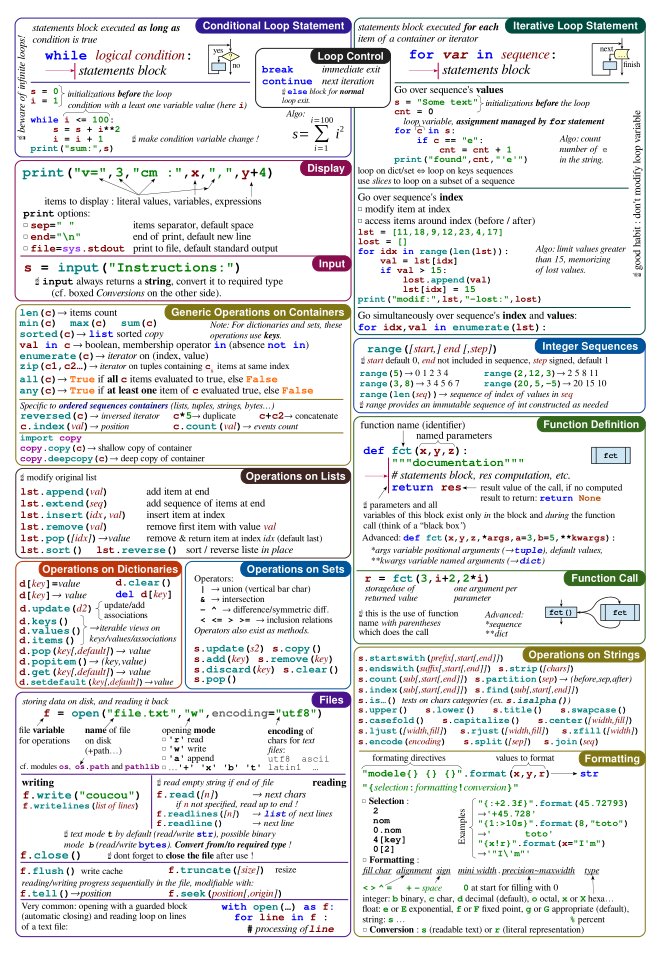 Conditional Loop Statement
statements block executed as long as
condition is true
while logical condition:
statements block
yes
no
☟ beware of infinite loops!
s = 0
i = 1
initializations before the loop
condition with a least one variable value (here i)
while i <= 100:
s = s + i**2
i = i + 1
☟ make condition variable change !
print("sum:",s)
Loop Control
break immediate exit
continue next iteration
☟ else block for normal
loop exit.
Algo:
s = ∑ i²
i=100
i=1
Display
print("v=",3,"cm :",x,",",y+4)
items to display : literal values, variables, expressions
print options:
□ sep=" " items separator, default space
□ end="\n" end of print, default new line
□ file=sys.stdout print to file, default standard output
Input
s = input("Instructions:")
☟ input always returns a string, convert it to required type
(cf. boxed Conversions on the other side).
Generic Operations on Containers
len(c)→ items count
min(c) max(c) sum(c)
Note: For dictionaries and sets, these
operations use keys.
sorted(c)→ list sorted copy
val in c → boolean, membership operator in (absence not in)
enumerate(c)→ iterator on (index, value)
zip(c1,c2…)→ iterator on tuples containing ci items at same index
all(c)→ True if all c items evaluated to true, else False
any(c)→ True if at least one item of c evaluated true, else False
Specific to ordered sequences containers (lists, tuples, strings, bytes…)
reversed(c)→ inversed iterator c*5→ duplicate c+c2→ concatenate
c.index(val)→ position c.count(val)→ events count
import copy
copy.copy(c)→ shallow copy of container
copy.deepcopy(c)→ deep copy of container
Operations on Lists
☟ modify original list
lst.append(val) add item at end
lst.extend(seq) add sequence of items at end
lst.insert(idx,val) insert item at index
lst.remove(val) remove first item with value val
lst.pop([idx])→value remove & return item at index idx (default last)
lst.sort() lst.reverse() sort / reverse liste in place
Operations on Dictionaries
d[key]=value d.clear()
d[key]→ value del d[key]
d.update(d2) update/add
associations
d.keys()
d.values()
d.items()
→iterable views on
keys/values/associations
d.pop(key[,default])→ value
d.popitem()→ (key,value)
d.get(key[,default])→ value
d.setdefault(key[,default])→value
Operations on Sets
Operators:
| → union (vertical bar char)
& → intersection
- ^ → difference/symmetric diff.
< <= > >= → inclusion relations
Operators also exist as methods.
s.update(s2) s.copy()
s.add(key) s.remove(key)
s.discard(key) s.clear()
s.pop()
Files
storing data on disk, and reading it back
f = open("file.txt","w",encoding="utf8")
file variable
for operations
name of file
on disk
(+path…)
opening mode
□ 'r' read
□ 'w' write
□ 'a' append
□ …'+' 'x' 'b' 't'
encoding of
chars for text
files:
utf8 ascii
latin1 …
cf. modules os, os.path and pathlib
writing
f.write("coucou")
f.writelines(list of lines)
☟ read empty string if end of file
reading
f.read([n]) → next chars
if n not specified, read up to end !
f.readlines([n]) → list of next lines
f.readline() → next line
☟ text mode t by default (read/write str), possible binary
mode b (read/write bytes). Convert from/to required type !
f.close() ☟ dont forget to close the file after use !
f.flush() write cache
f.truncate([size]) resize
reading/writing progress sequentially in the file, modifiable with:
f.tell()→position f.seek(position[,origin])
Very common: opening with a guarded block
(automatic closing) and reading loop on lines
of a text file:
with open(…) as f:
for line in f :
# processing of line
Iterative Loop Statement
statements block executed for each
item of a container or iterator
for var in sequence:
statements block
next
…
finish
☟ good habit : don't modify loop variable
Go over sequence's values
s = "Some text"
cnt = 0
initializations before the loop
loop variable, assignment managed by for statement
for c in s:
if c == "e":
cnt = cnt + 1
print("found",cnt,"'e'")
Algo: count
number of e
in the string.
loop on dict/set ⇔ loop on keys sequences
use slices to loop on a subset of a sequence
Go over sequence's index
□ modify item at index
□ access items around index (before / after)
lst = [11,18,9,12,23,4,17]
lost = []
for idx in range(len(lst)):
val = lst[idx]
if val > 15:
lost.append(val)
lst[idx] = 15
print("modif:",lst,"-lost:",lost)
Algo: limit values greater
than 15, memorizing
of lost values.
Go simultaneously over sequence's index and values:
for idx,val in enumerate(lst):
Integer Sequences
range([start,] end [,step])
☟ start default 0, end not included in sequence, step signed, default 1
range(5)→ 0 1 2 3 4 range(2,12,3)→ 2 5 8 11
range(3,8)→ 3 4 5 6 7 range(20,5,-5)→ 20 15 10
range(len(seq))→ sequence of index of values in seq
☟ range provides an immutable sequence of int constructed as needed
Function Definition
function name (identifier)
named parameters
def fct(x,y,z):
"""documentation"""
# statements block, res computation, etc.
return res
result value of the call, if no computed
result to return: return None
fct
☟ parameters and all
variables of this block exist only in the block and during the function
call (think of a “black box”)
Advanced: def fct(x,y,z,*args,a=3,b=5,**kwargs):
*args variable positional arguments (→tuple), default values,
**kwargs variable named arguments (→dict)
Function Call
r = fct(3,i+2,2*i)
storage/use of
returned value
one argument per
parameter
☟ this is the use of function
name with parentheses
which does the call
Advanced:
*sequence
**dict
fct()
fct
Operations on Strings
s.startswith(prefix[,start[,end]])
s.endswith(suffix[,start[,end]]) s.strip([chars])
s.count(sub[,start[,end]]) s.partition(sep)→ (before,sep,after)
s.index(sub[,start[,end]]) s.find(sub[,start[,end]])
s.is…() tests on chars categories (ex. s.isalpha())
s.upper() s.lower() s.title() s.swapcase()
s.casefold() s.capitalize() s.center([width,fill])
s.ljust([width,fill]) s.rjust([width,fill]) s.zfill([width])
s.encode(encoding) s.split([sep]) s.join(seq)
Formatting
formatting directives values to format
"modele{} {} {}".format(x,y,r) → str
"{selection:formatting!conversion}"
□ Selection :
2
nom
0.nom
4[key]
0[2]
Examples
"{:+2.3f}".format(45.72793)
→'+45.728'
"{1:>10s}".format(8,"toto")
→' toto'
"{x!r}".format(x="I'm")
→'"I\'m"'
□ Formatting :
fill char alignment sign mini width.precision~maxwidth type
< > ^ = + - space 0 at start for filling with 0
integer: b binary, c char, d decimal (default), o octal, x or X hexa…
float: e or E exponential, f or F fixed point, g or G appropriate (default),
string: s … % percent
□ Conversion : s (readable text) or r (literal representation)